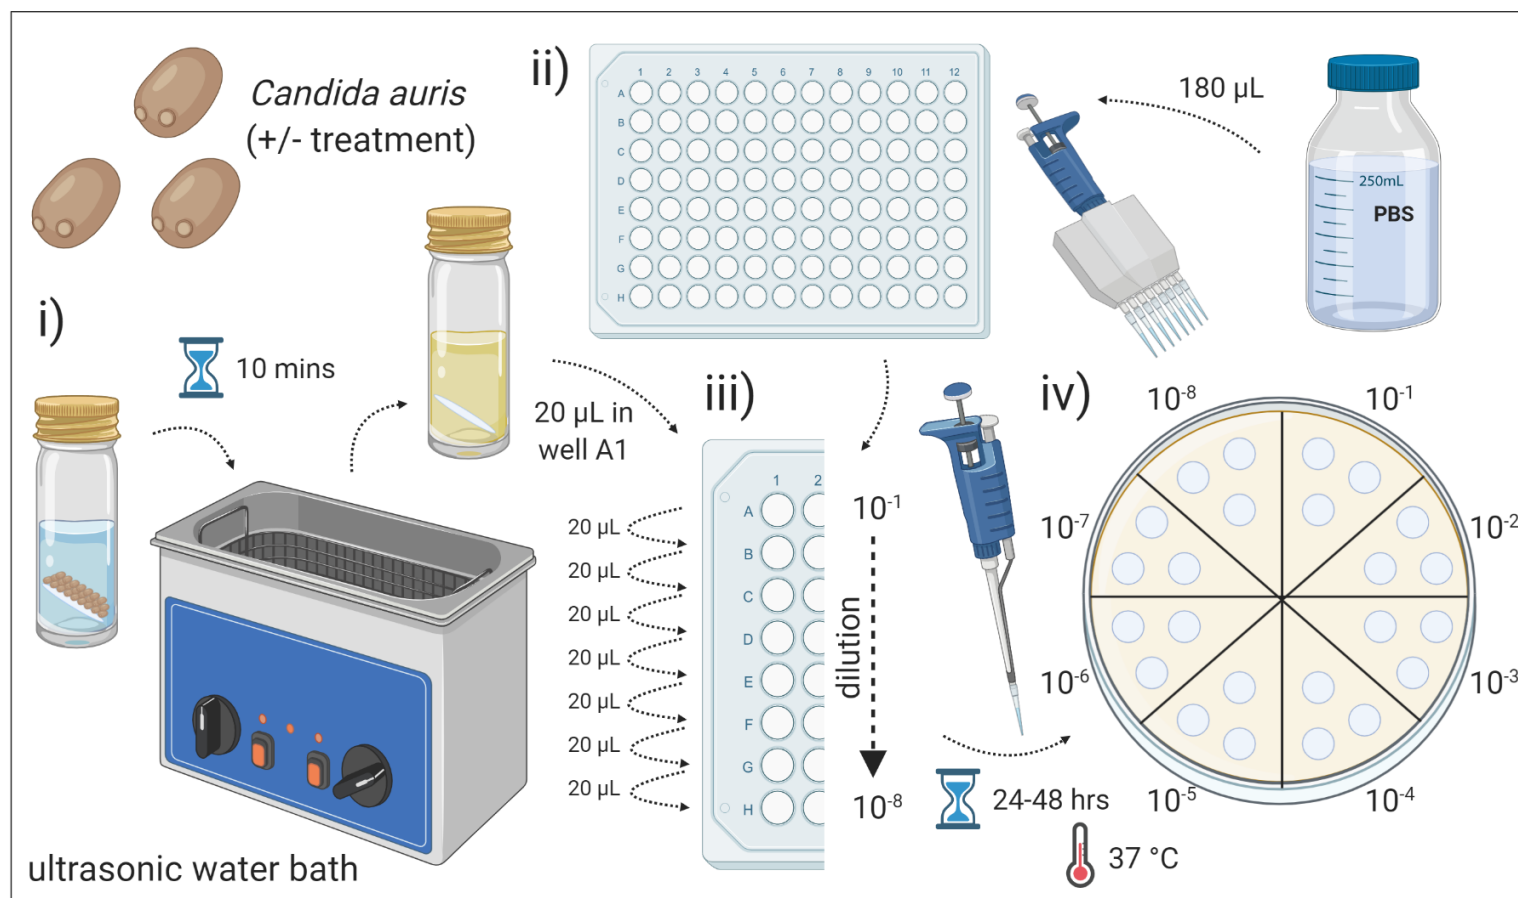 Candida auris
(+/- treatment)
i)
10 mins
ultrasonic water bath
20 µL in
well A1
ii)
1 2 3 4 5 6 7 8 9 10 11 12
A
B
C
D
E
F
G
H
180 µL
250mL
PBS
iii)
1 2
A
B
C
D
E
F
G
H
20 µL
20 µL
20 µL
20 µL
20 µL
20 µL
20 µL
10-1
dilution
10-8
24-48 hrs
37 °C
iv)
10-8
10-1
10-7
10-2
10-6
10-3
10-5
10-4